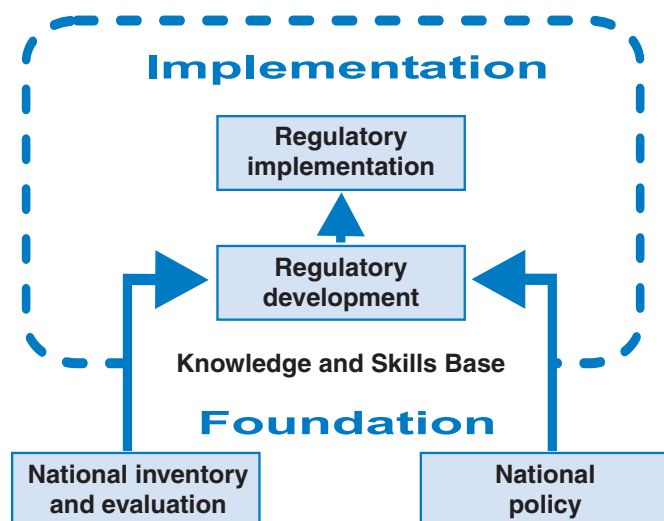 Implementation
Regulatory
implementation
Regulatory
development
Knowledge and Skills Base
Foundation
National inventory
and evaluation
National
policy